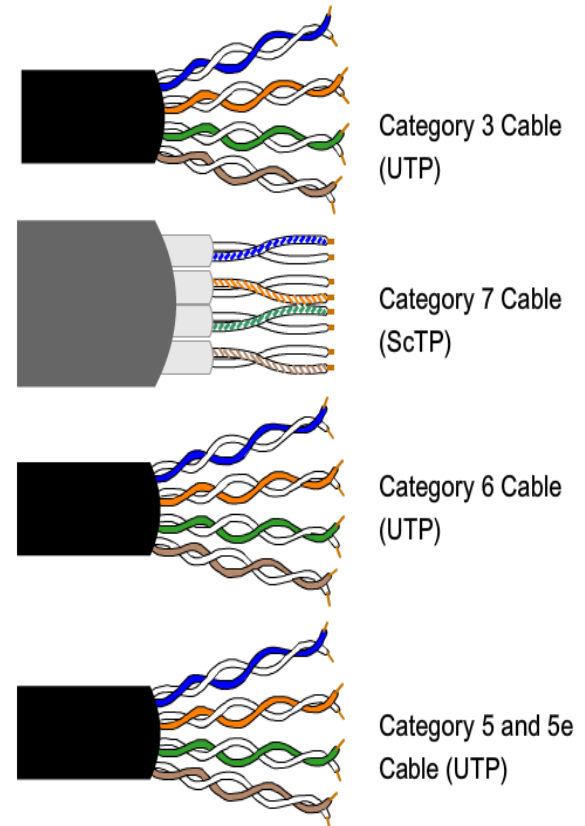 Category 3 Cable
(UTP)
Category 7 Cable
(ScTP)
Category 6 Cable
(UTP)
Category 5 and 5e
Cable (UTP)